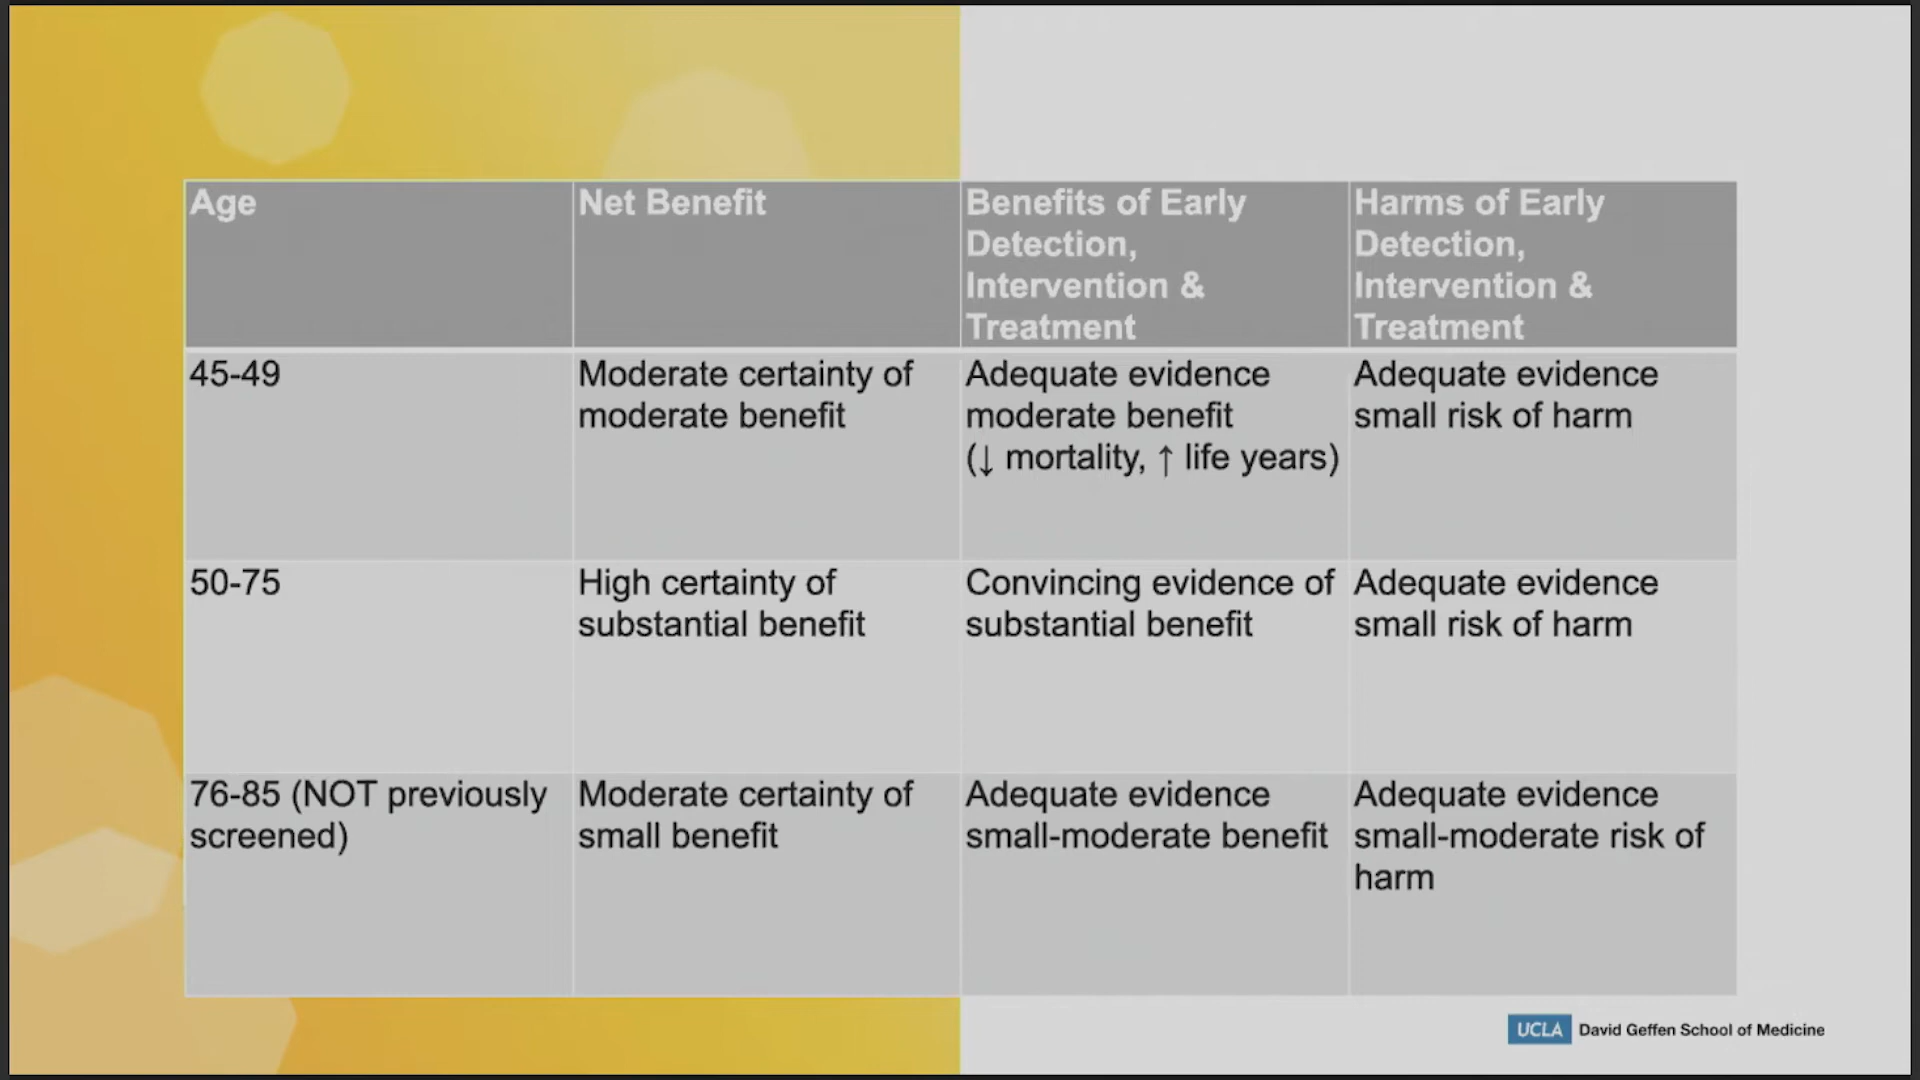 Age
Net Benefit
Benefits of Early
Detection,
Intervention &
Treatment
Harms of Early
Detection,
Intervention &
Treatment
45-49
Moderate certainty of
moderate benefit
Adequate evidence
moderate benefit
(↓ mortality, ↑ life years)
Adequate evidence
small risk of harm
50-75
High certainty of
substantial benefit
Convincing evidence of
substantial benefit
Adequate evidence
small risk of harm
76-85 (NOT previously
screened)
Moderate certainty of
small benefit
Adequate evidence
small-moderate benefit
Adequate evidence
small-moderate risk of
harm
UCLA David Geffen School of Medicine